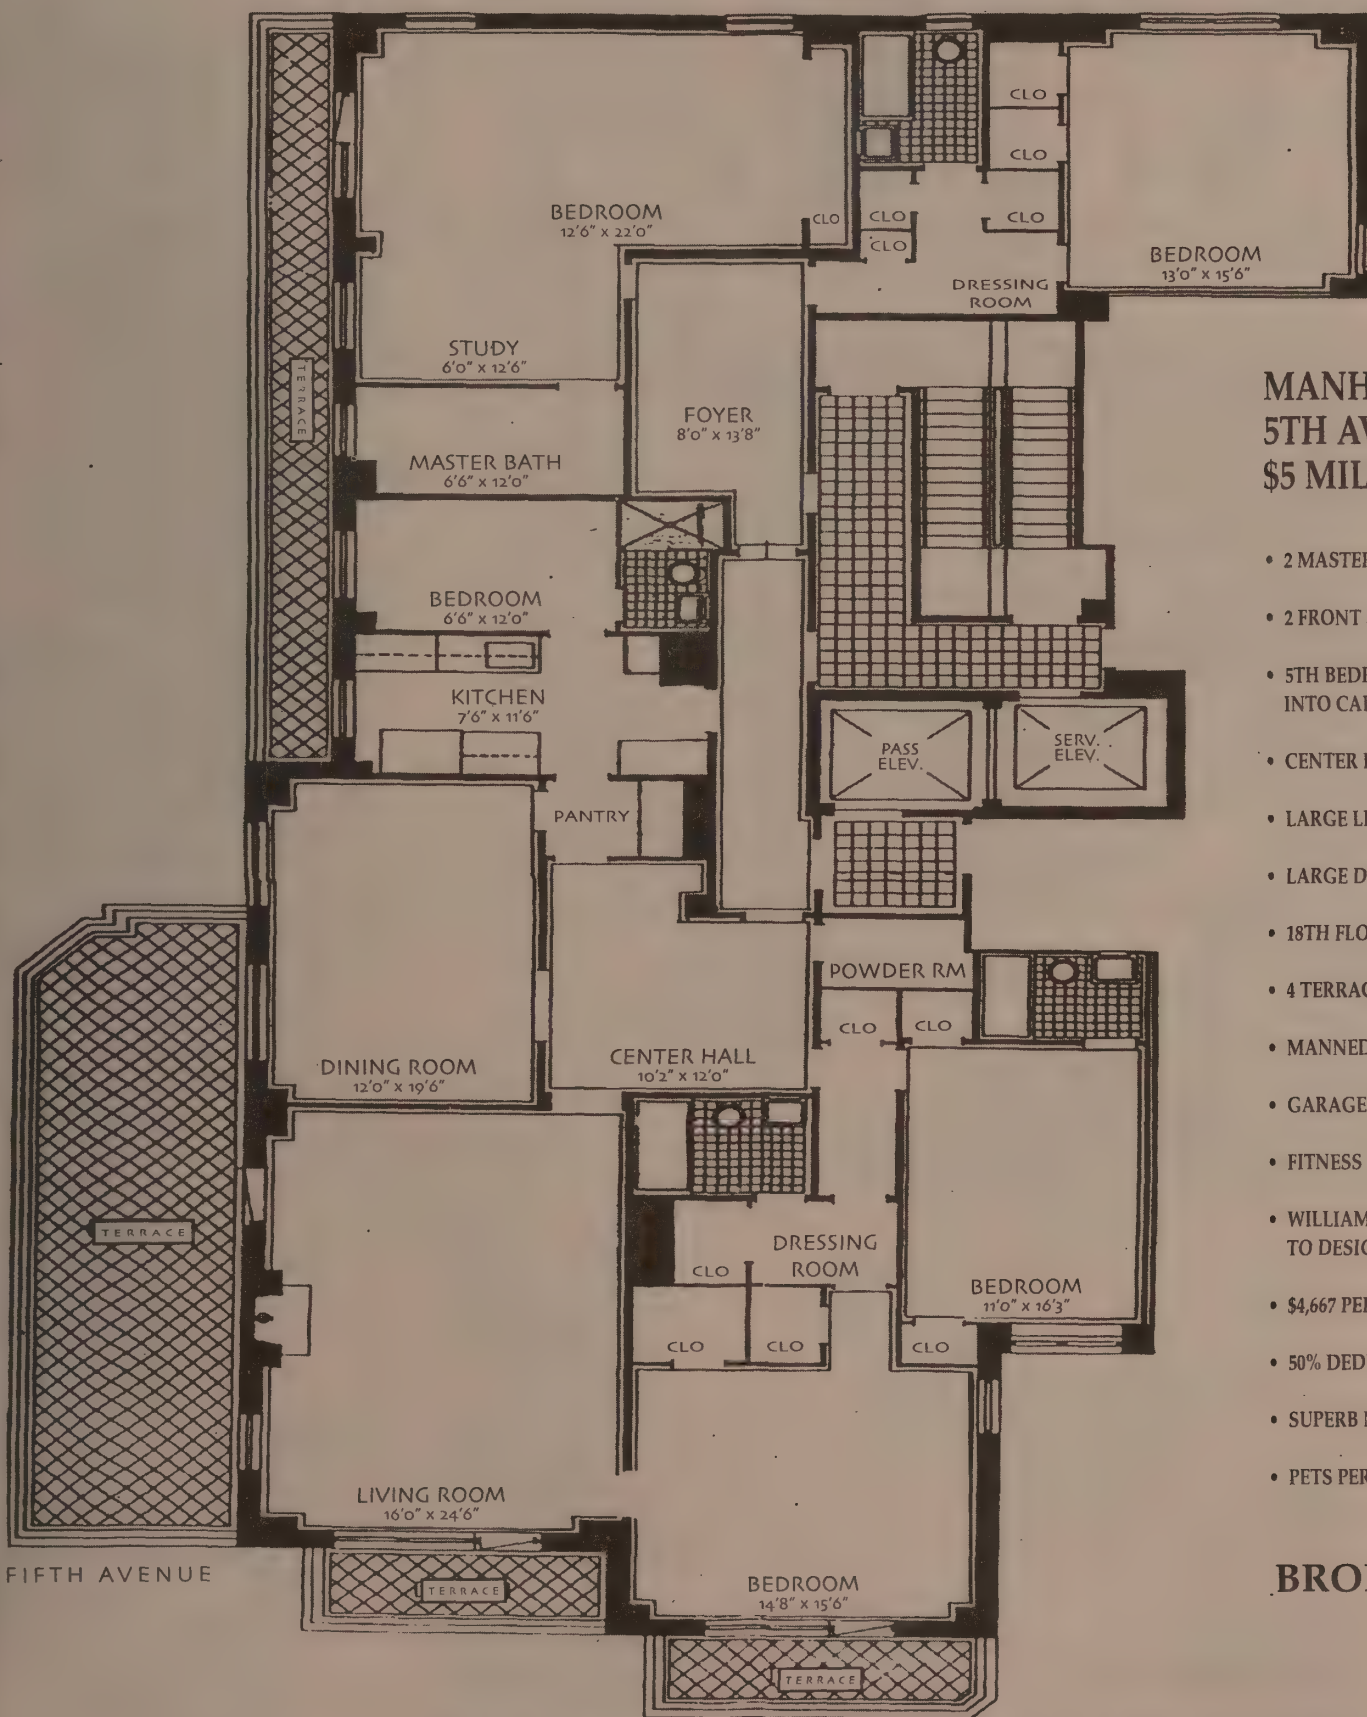 CLO
CLO
BEDROOM
12'6" x 22'0"
CLO
CLO
CLO
CLO
BEDROOM
13'0" x 15'6"
DRESSING
ROOM
STUDY
6'0" x 12'6"
TERRACE
FOYER
8'0" x 13'8"
MASTER BATH
6'6" x 12'0"
BEDROOM
6'6" x 12'0"
KITCHEN
7'6" x 11'6"
PASS
ELEV.
SERV.
ELEV.
PANTRY
POWDER RM
CLO
CLO
DINING ROOM
12'0" x 19'6"
CENTER HALL
10'2" x 12'0"
TERRACE
DRESSING
ROOM
CLO
BEDROOM
11'0" x 16'3"
CLO
CLO
CLO
LIVING ROOM
16'0" x 24'6"
FIFTH AVENUE
TERRACE
BEDROOM
14'8" x 15'6"
TERRACE
MANH
5TH AV
$5 MIL
• 2 MASTER
• 2 FRONT
• 5TH BEDR
INTO CA
• CENTER
• LARGE LI
• LARGE D
• 18TH FLO
• 4 TERRAC
• MANNED
• GARAGE
• FITNESS
• WILLIAM
TO DESIG
• $4,667 PE
• 50% DED
• SUPERB
• PETS PER
BRO